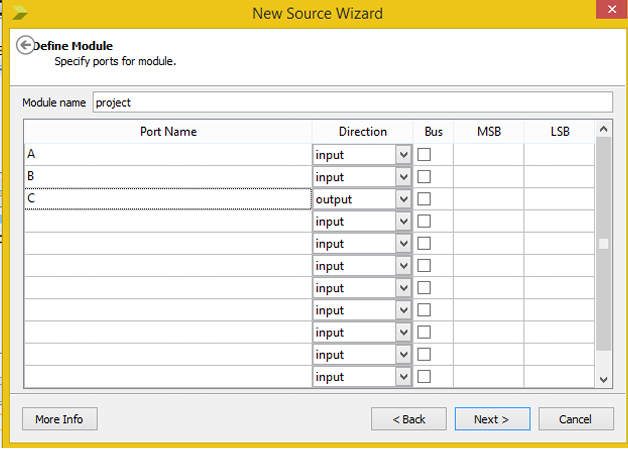 New Source Wizard
Define Module
Specify ports for module.
Module name project
Port Name Direction Bus MSB LSB
A input
B input
C output
input
input
input
input
input
input
input
input
More Info < Back Next > Cancel